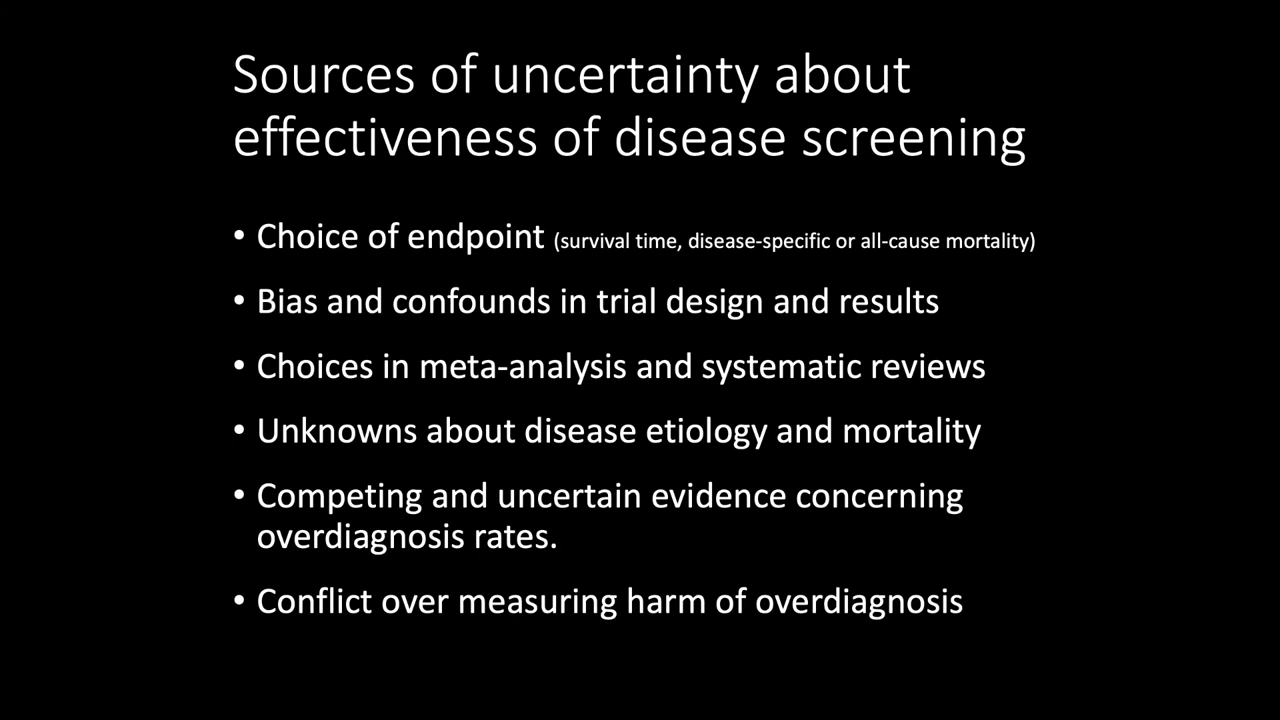 Sources of uncertainty about
effectiveness of disease screening
• Choice of endpoint (survival time, disease-specific or all-cause mortality)
• Bias and confounds in trial design and results
• Choices in meta-analysis and systematic reviews
• Unknowns about disease etiology and mortality
• Competing and uncertain evidence concerning
overdiagnosis rates.
• Conflict over measuring harm of overdiagnosis